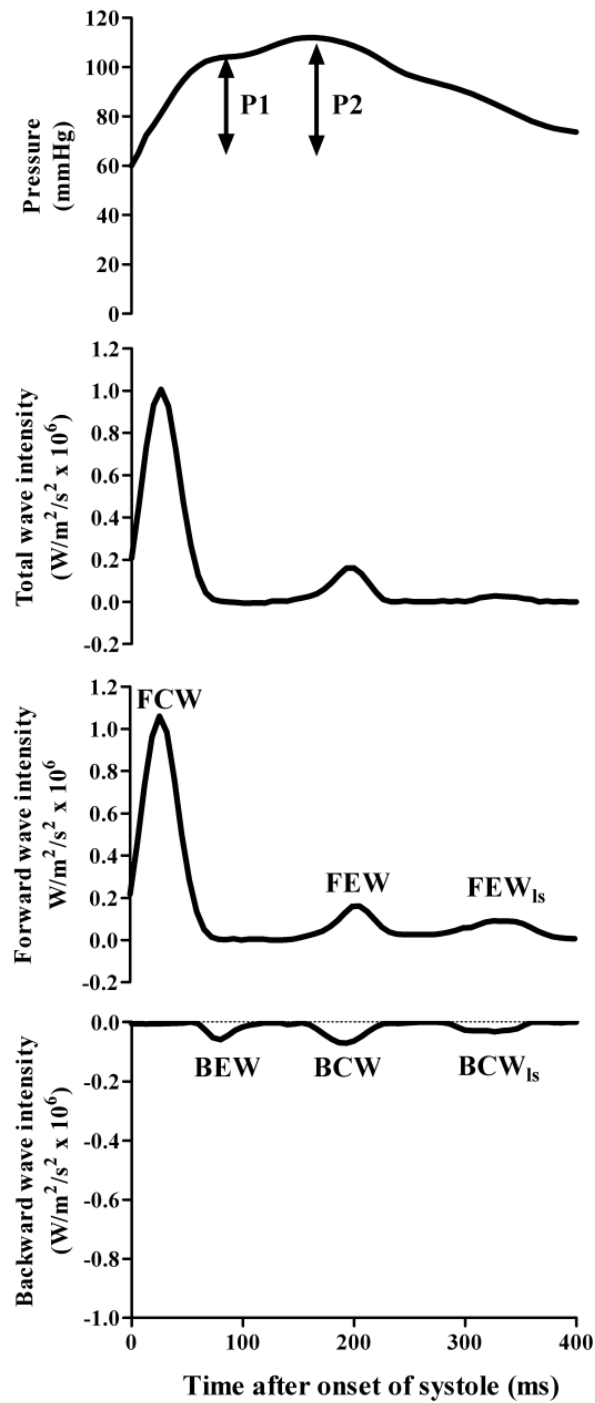 Pressure
(mmHg)
120
100
80
60
40
20
0
P1
P2
Total wave intensity
(W/m²/s² x 10⁶)
1.2
1.0
0.8
0.6
0.4
0.2
0.0
-0.2
Forward wave intensity
W/m²/s² x 10⁶
1.2
1.0
0.8
0.6
0.4
0.2
0.0
-0.2
FCW
FEW
FEWls
Backward wave intensity
(W/m²/s² x 10⁶)
0.0
-0.2
-0.4
-0.6
-0.8
-1.0
BEW
BCW
BCWls
0
100
200
300
400
Time after onset of systole (ms)